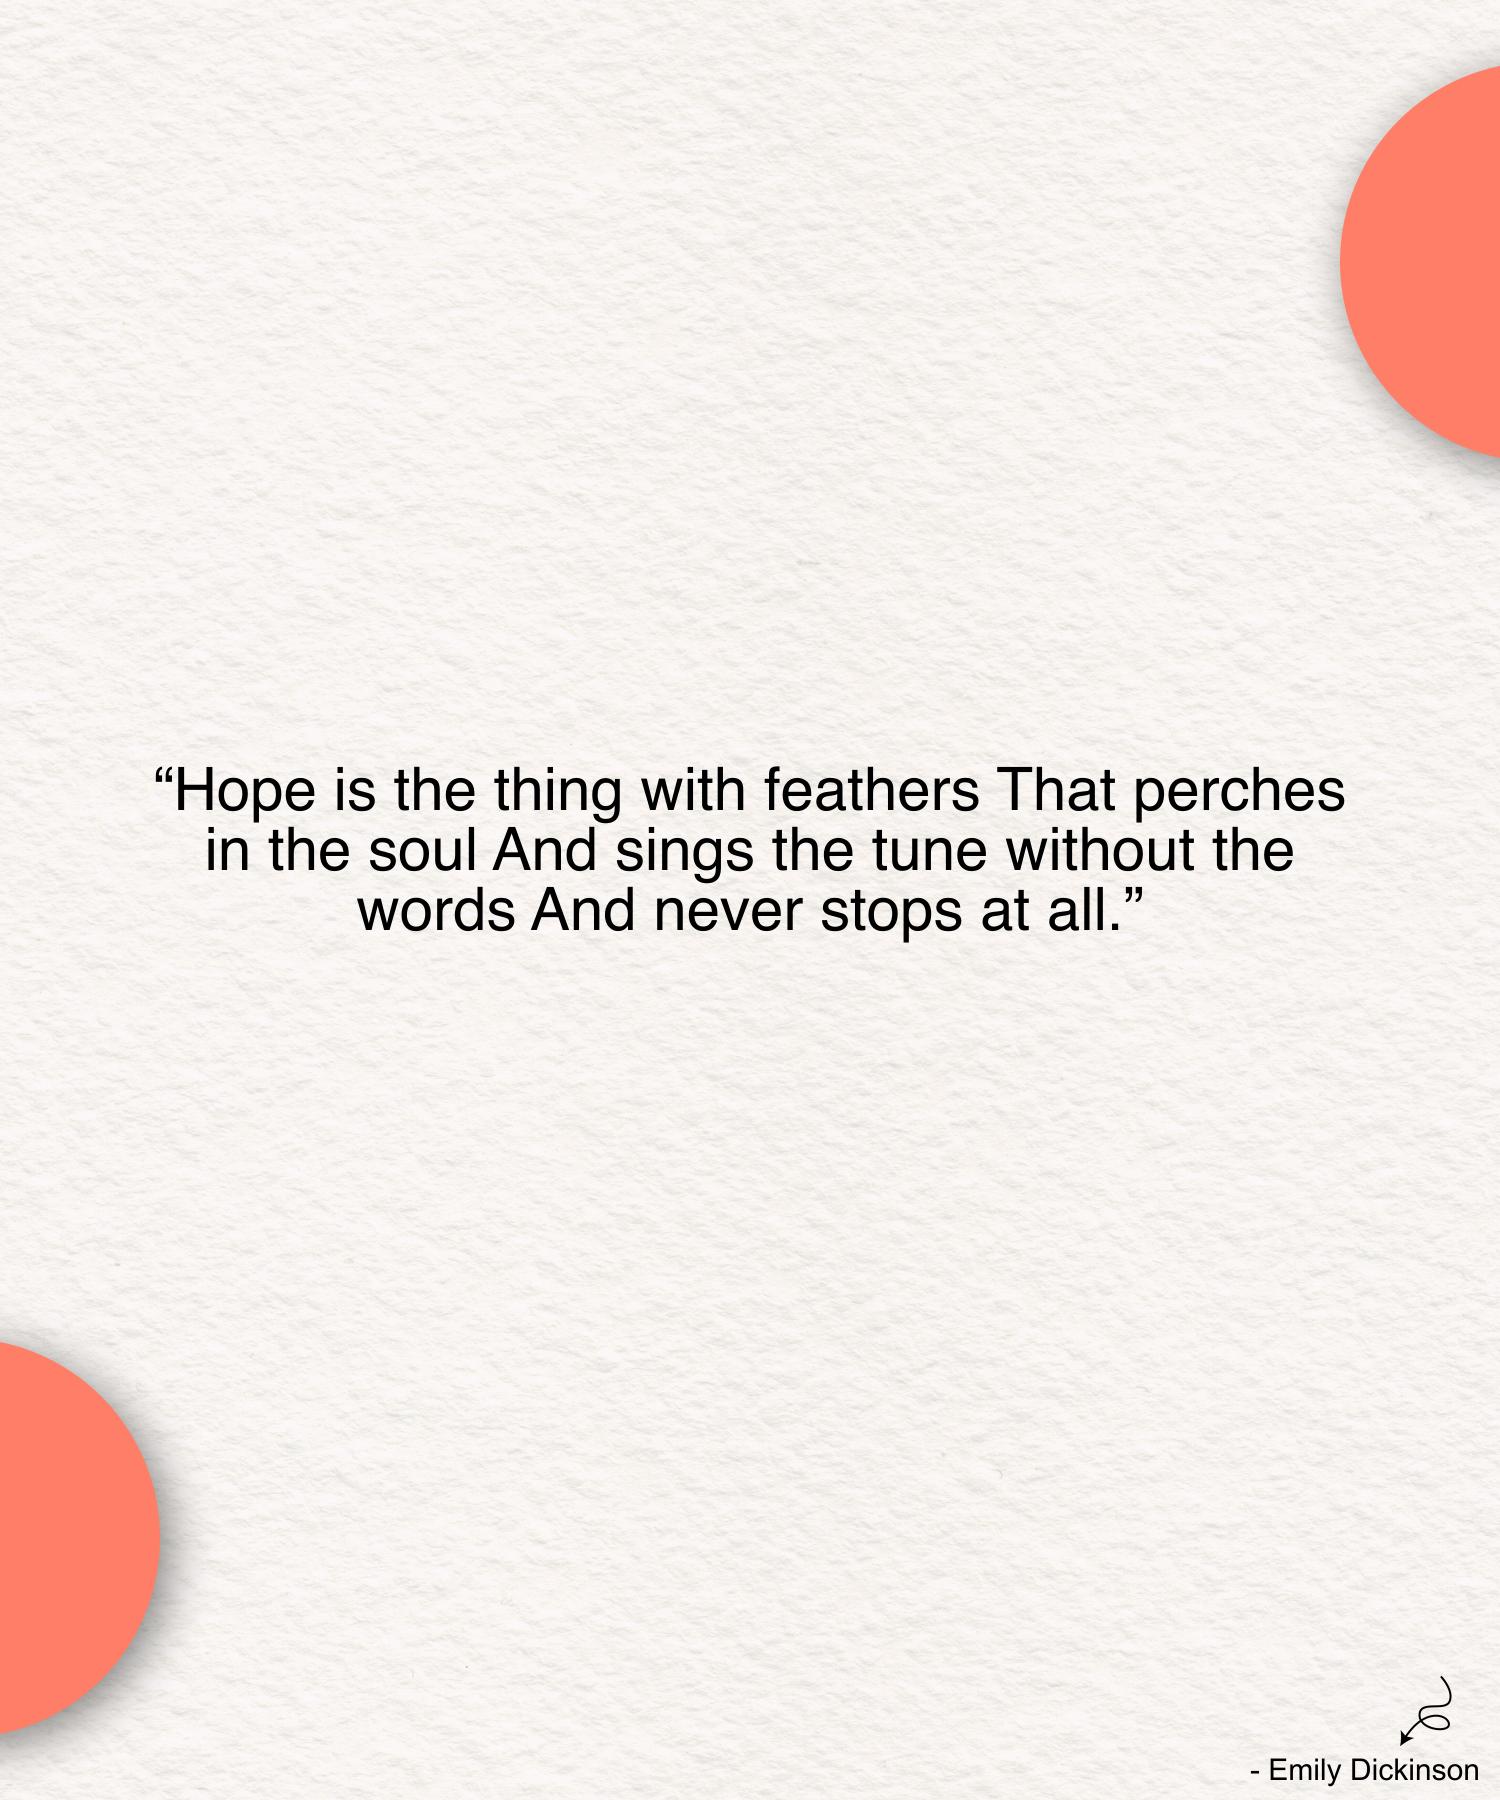 “Hope is the thing with feathers That perches
in the soul And sings the tune without the
words And never stops at all.”
- Emily Dickinson